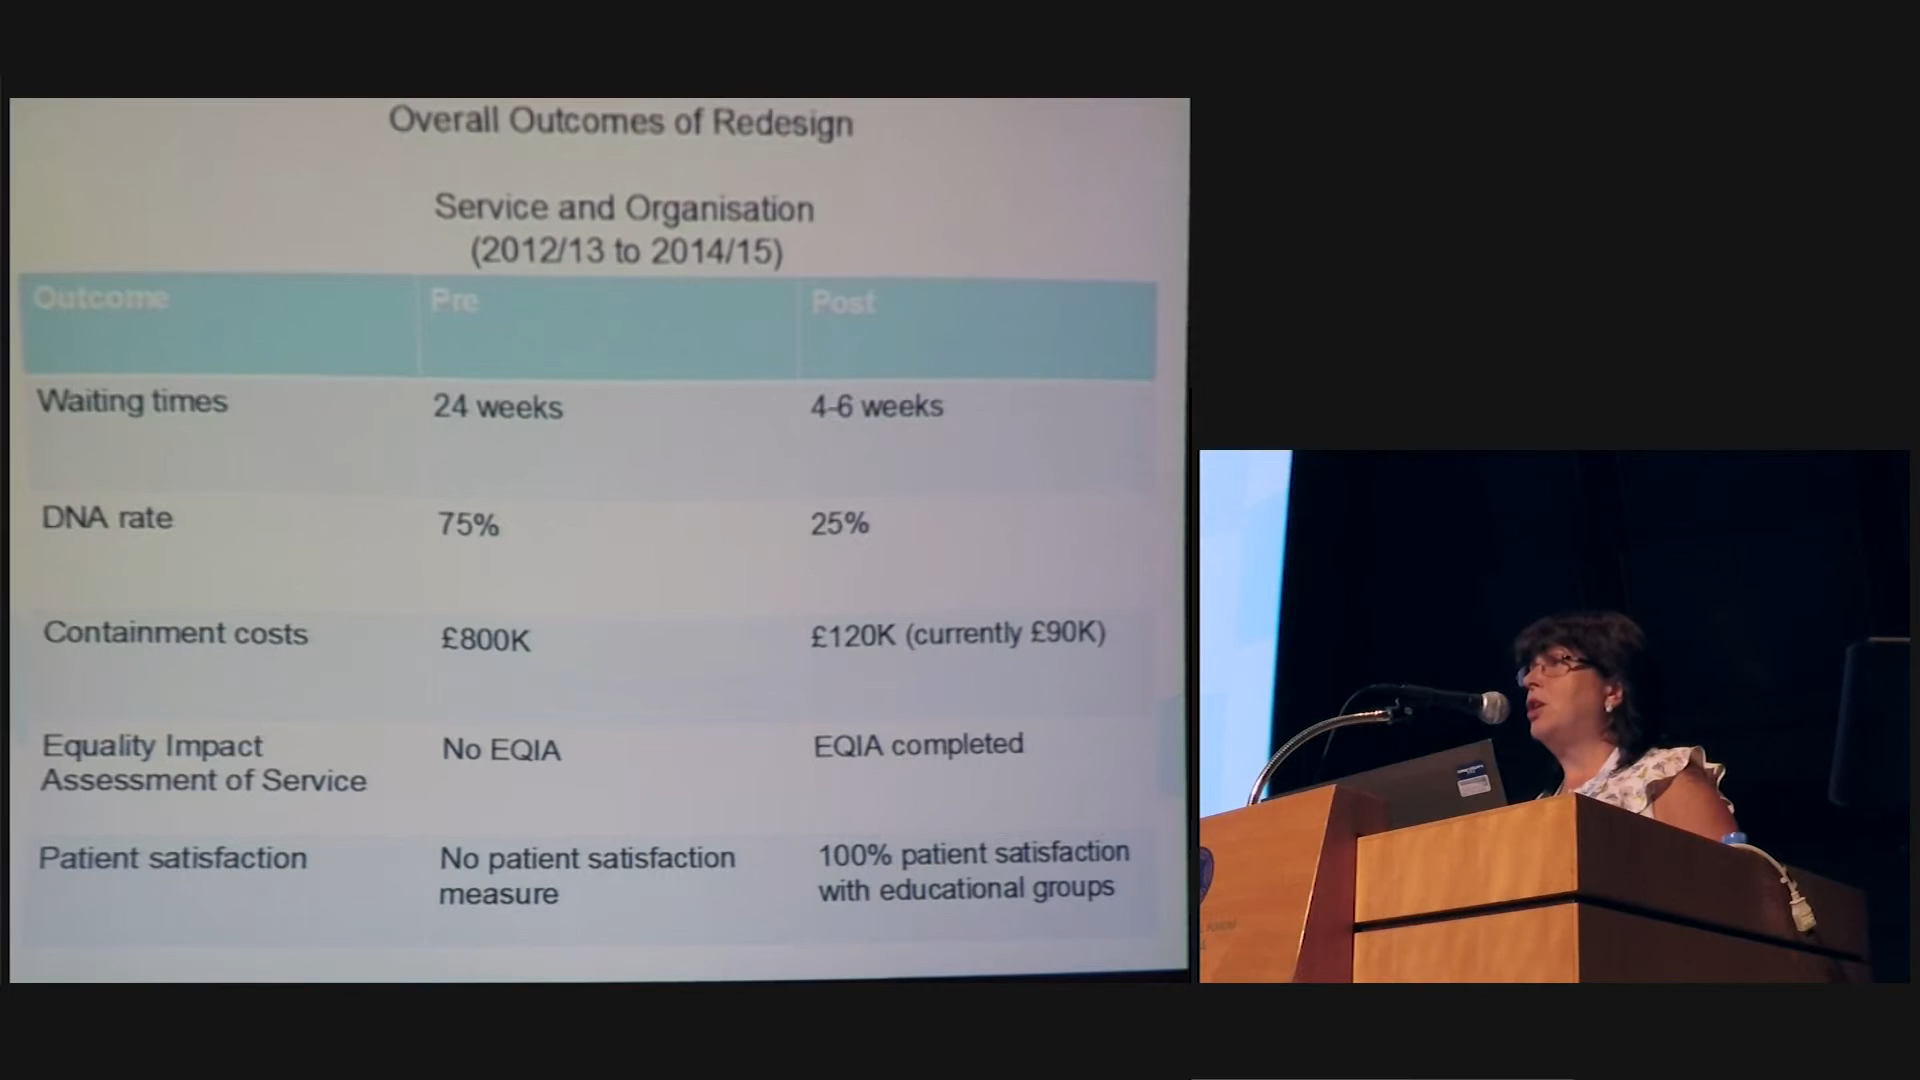 Overall Outcomes of Redesign
Service and Organisation
(2012/13 to 2014/15)
Outcome Pre Post
Waiting times 24 weeks 4-6 weeks
DNA rate 75% 25%
Containment costs £800K £120K (currently £90K)
Equality Impact No EQIA EQIA completed
Assessment of Service
Patient satisfaction No patient satisfaction 100% patient satisfaction
measure with educational groups